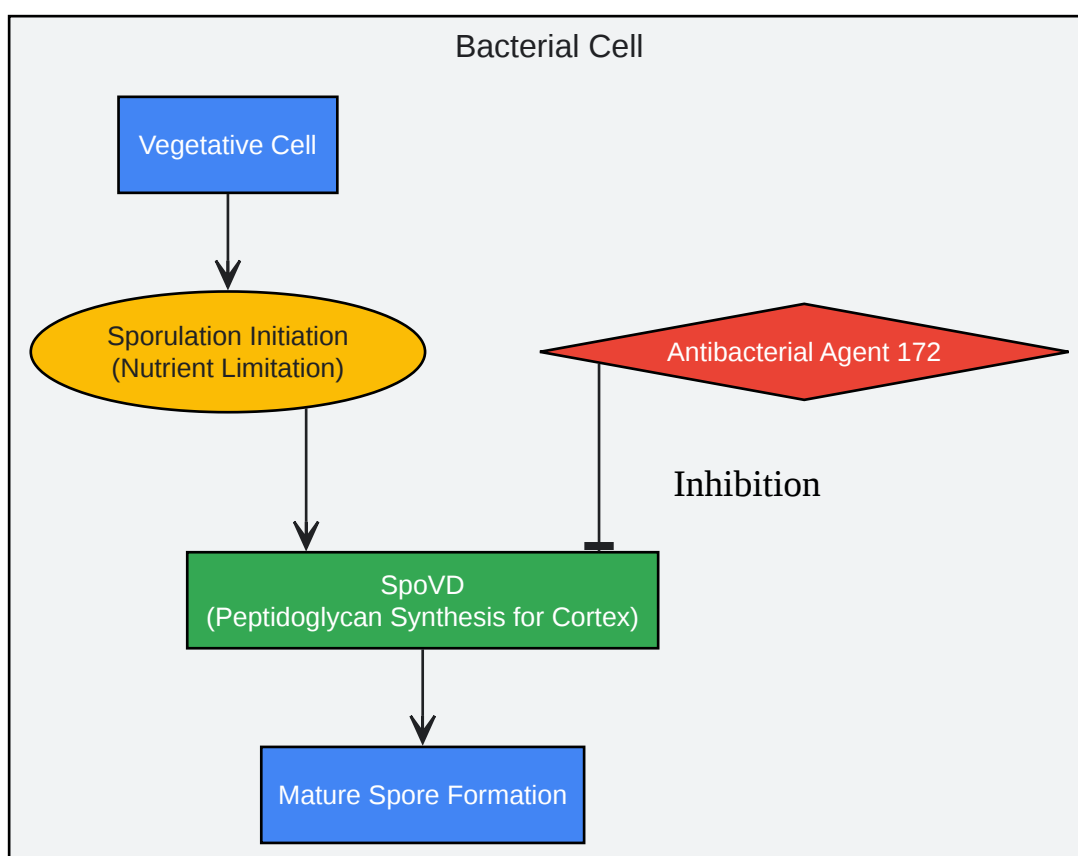 Bacterial Cell
Vegetative Cell
Sporulation Initiation
(Nutrient Limitation)
Antibacterial Agent 172
Inhibition
SpoVD
(Peptidoglycan Synthesis for Cortex)
Mature Spore Formation